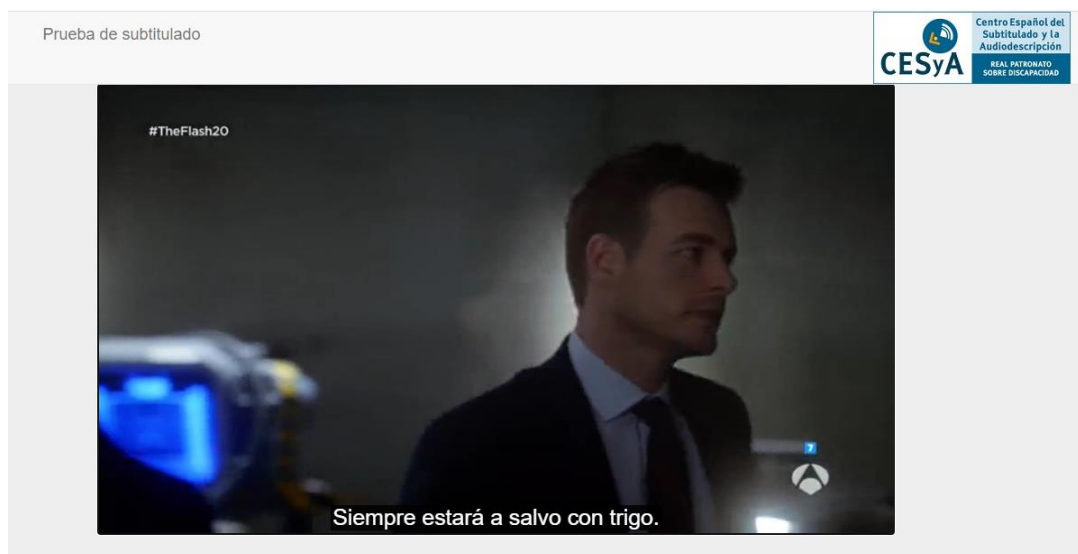 Prueba de subtitulado
CESyA
Centro Español del
Subtitulado y la
Audiodescripción
REAL PATRONATO
SOBRE DISCAPACIDAD
#TheFlash20
7
Siempre estará a salvo con trigo.